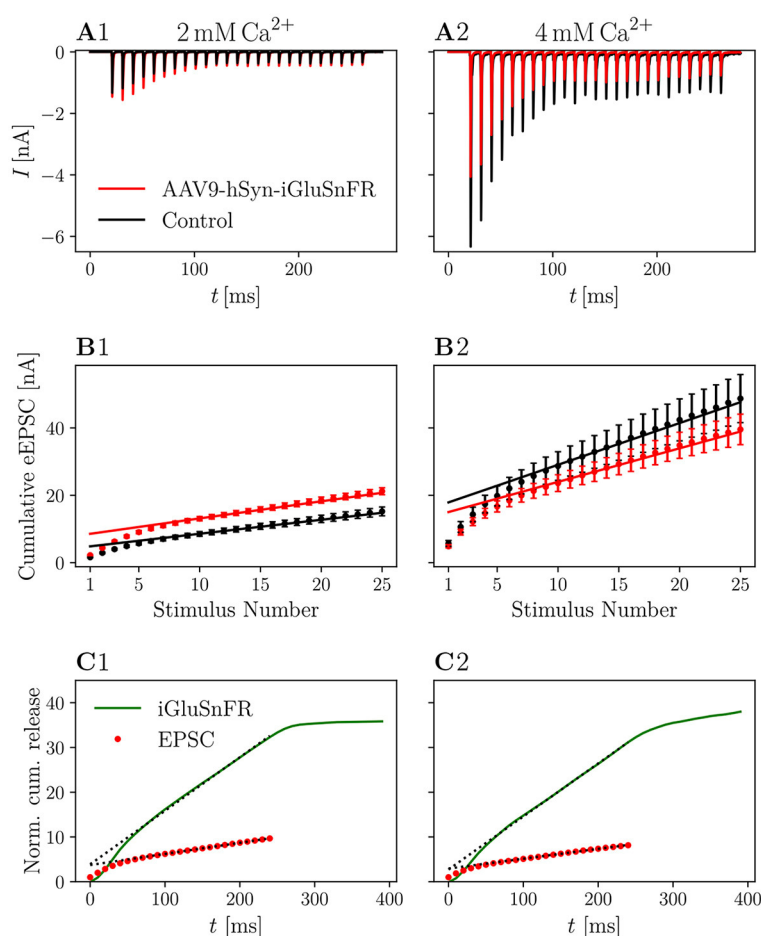 A1 2 mM Ca²⁺
A2 4 mM Ca²⁺
0
−2
−4
−6
I [nA]
AAV9-hSyn-iGluSnFR
Control
0 100 200
0 100 200
t [ms]
t [ms]
B1
B2
Cumulative eEPSC [nA]
40
20
0
1 5 10 15 20 25
1 5 10 15 20 25
Stimulus Number
Stimulus Number
C1
C2
Norm. cum. release
40
30
20
10
0
iGluSnFR
EPSC
0 100 200 300 400
0 100 200 300 400
t [ms]
t [ms]